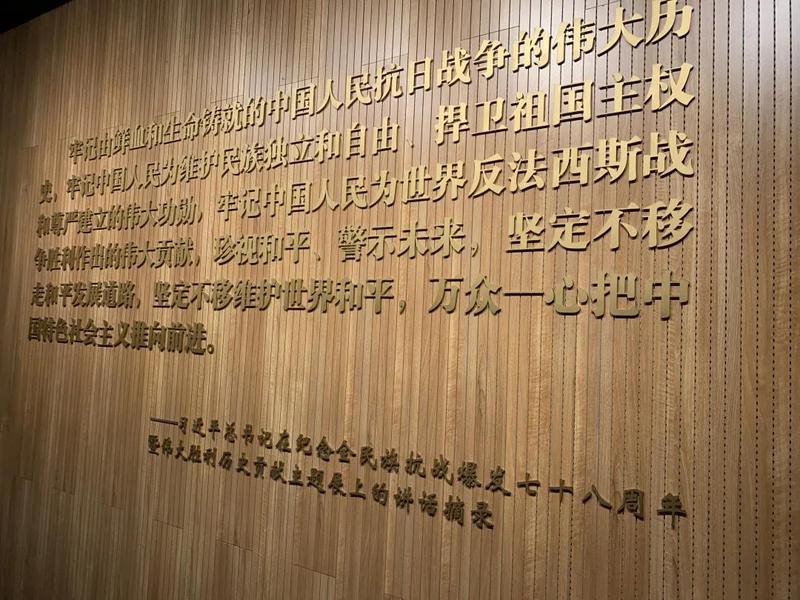 牢记由鲜血和生命铸就的中国人民抗日战争的伟大历
史，牢记中国人民为维护民族独立和自由、捍卫祖国主权
和尊严建立的伟大功勋，牢记中国人民为世界反法西斯战
争胜利作出的伟大贡献，珍视和平、警示未来，坚定不移
走和平发展道路，坚定不移维护世界和平，万众一心把中
国特色社会主义推向前进。
——习近平总书记在纪念全民族抗战爆发七十八周年
暨伟大胜利历史贡献主题展上的讲话摘录